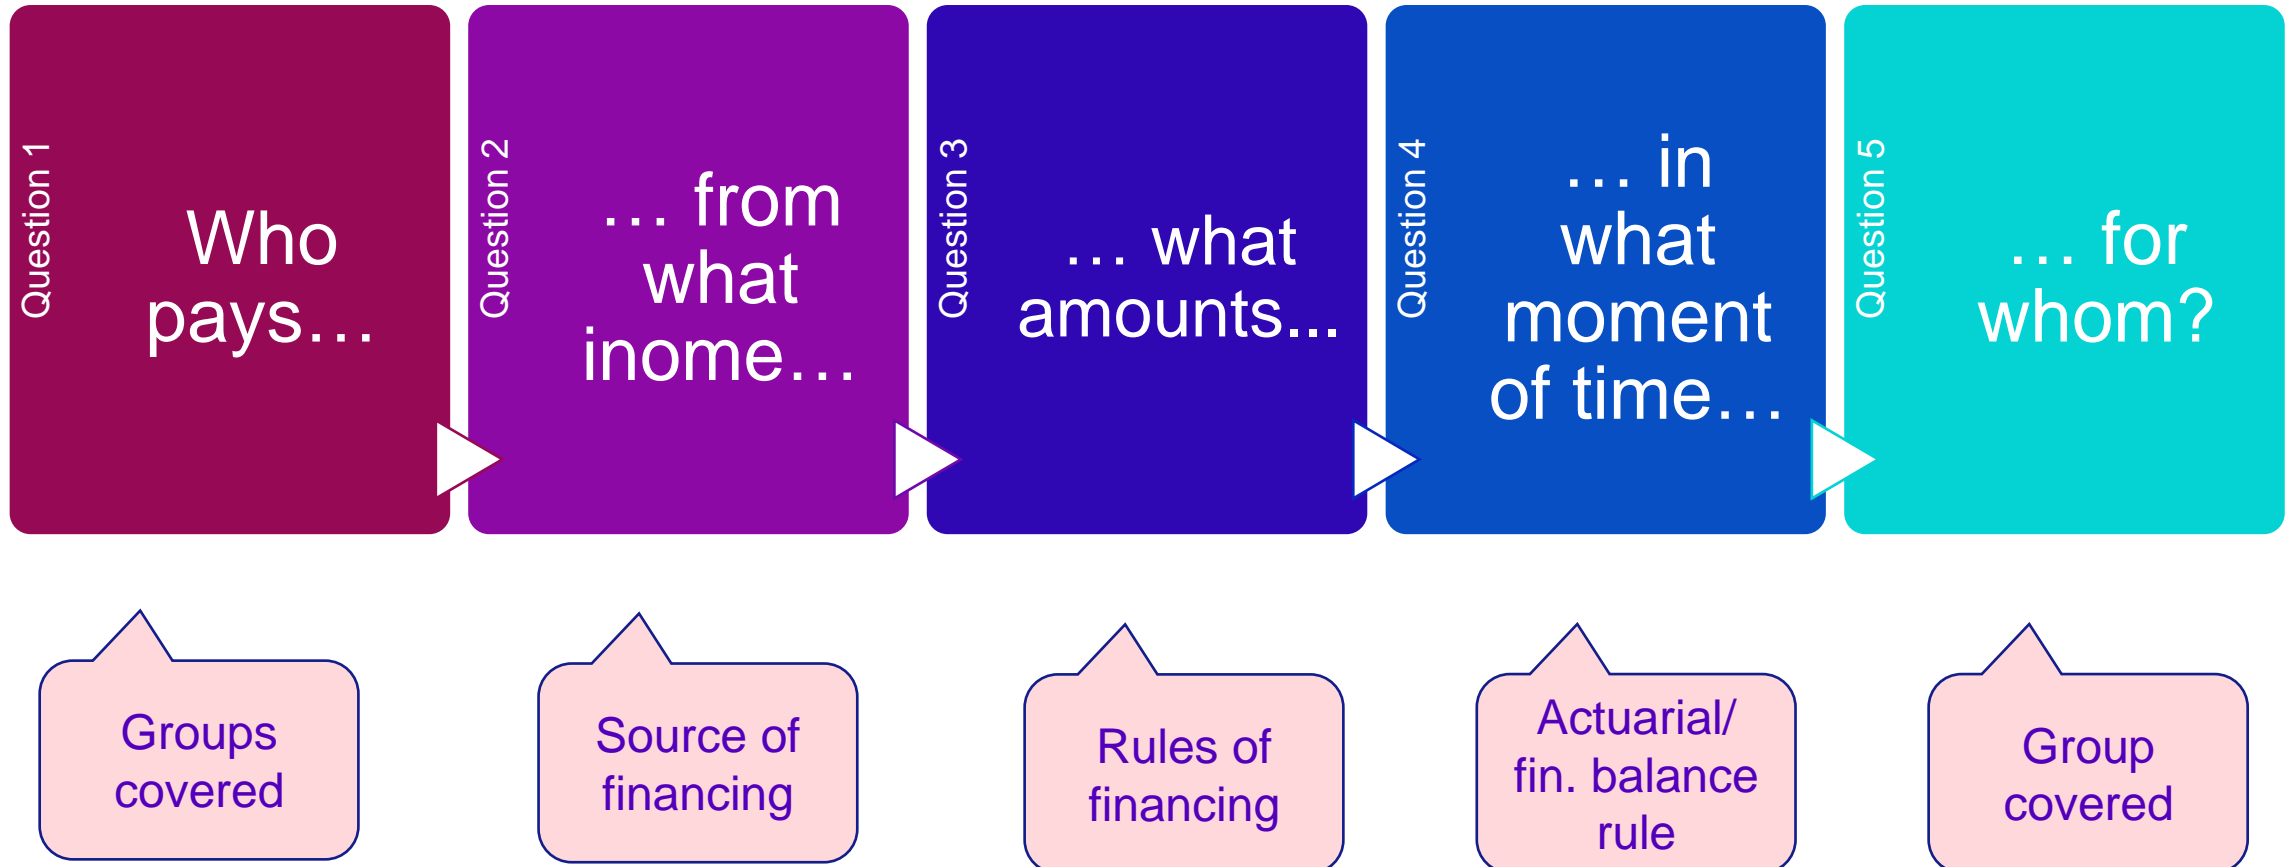 Question 1
Who
pays…
Question 2
… from
what
inome…
Question 3
… what
amounts...
Question 4
… in
what
moment
of time…
Question 5
… for
whom?
Groups
covered
Source of
financing
Rules of
financing
Actuarial/
fin. balance
rule
Group
covered